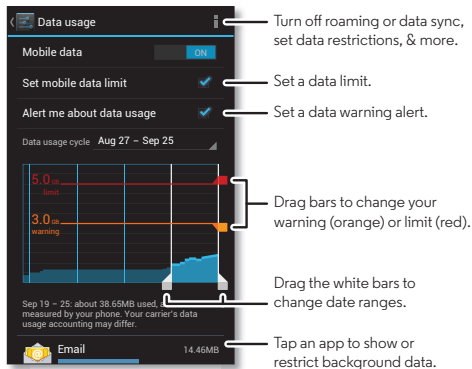 Data usage
Turn off roaming or data sync,
set data restrictions, & more.
Mobile data
ON
Set mobile data limit
Set a data limit.
Alert me about data usage
Set a data warning alert.
Data usage cycle Aug 27 – Sep 25
5.0 GB
limit
3.0 GB
warning
Drag bars to change your
warning (orange) or limit (red).
Drag the white bars to
change date ranges.
Sep 19 – 25: about 38.65MB used,
measured by your phone. Your carrier's data
usage accounting may differ.
Email
14.46MB
Tap an app to show or
restrict background data.